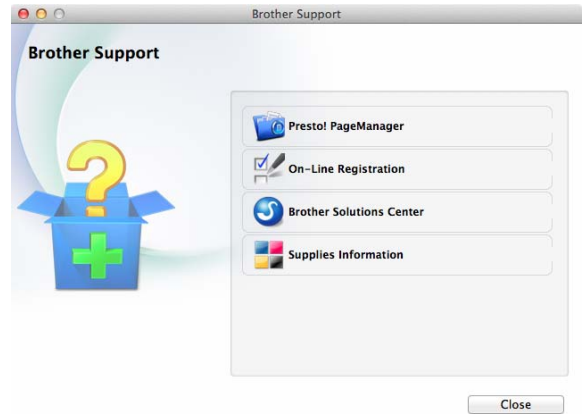 Brother Support
Brother Support
Presto! PageManager
On-Line Registration
Brother Solutions Center
Supplies Information
Close